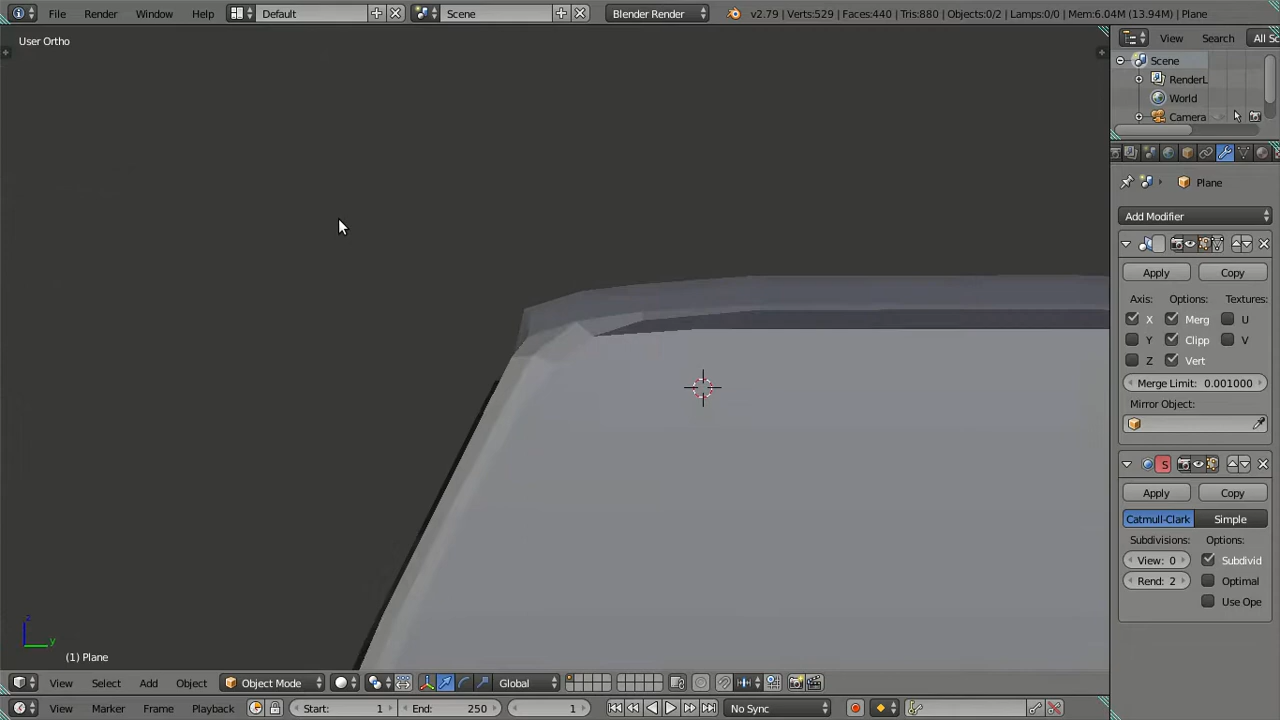 File Render Window Help Default Scene Blender Render v2.79 | Verts:529 | Faces:440 | Tris:880 | Objects:0/2 | Lamps:0/0 | Mem:6.04M (13.94M) | Plane
User Ortho
View Search All Sc
Scene
RenderL
World
Camera
Plane
Add Modifier
Apply Copy
Axis: Options: Textures:
X Merg U
Y Clipp V
Z Vert
Merge Limit: 0.001000
Mirror Object:
S
Apply Copy
Catmull-Clark Simple
Subdivisions: Options:
View: 0 Subdivid
Rend: 2 Optimal
Use Ope
z
y
(1) Plane
View Select Add Object Object Mode Global
View Marker Frame Playback Start: 1 End: 250 1 No Sync